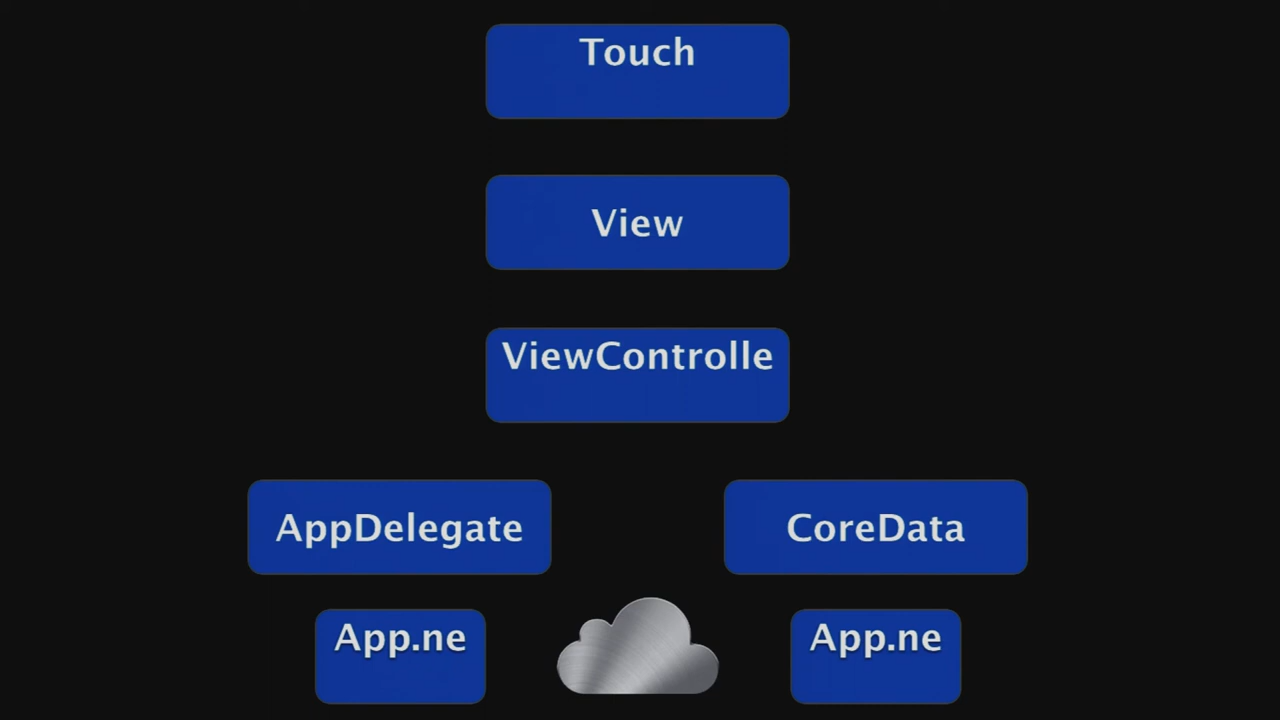 Touch
View
ViewControlle
AppDelegate
CoreData
App.ne
App.ne